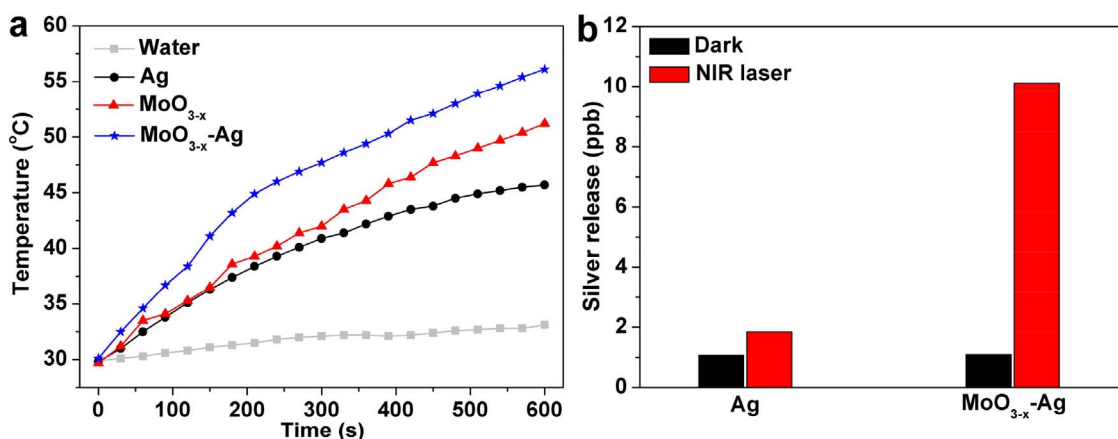 a
60
55
50
45
40
35
30
Temperature (°C)
Water
Ag
MoO3-x
MoO3-x-Ag
0 100 200 300 400 500 600
Time (s)
b
12
10
8
6
4
2
0
Silver release (ppb)
Dark
NIR laser
Ag MoO3-x-Ag